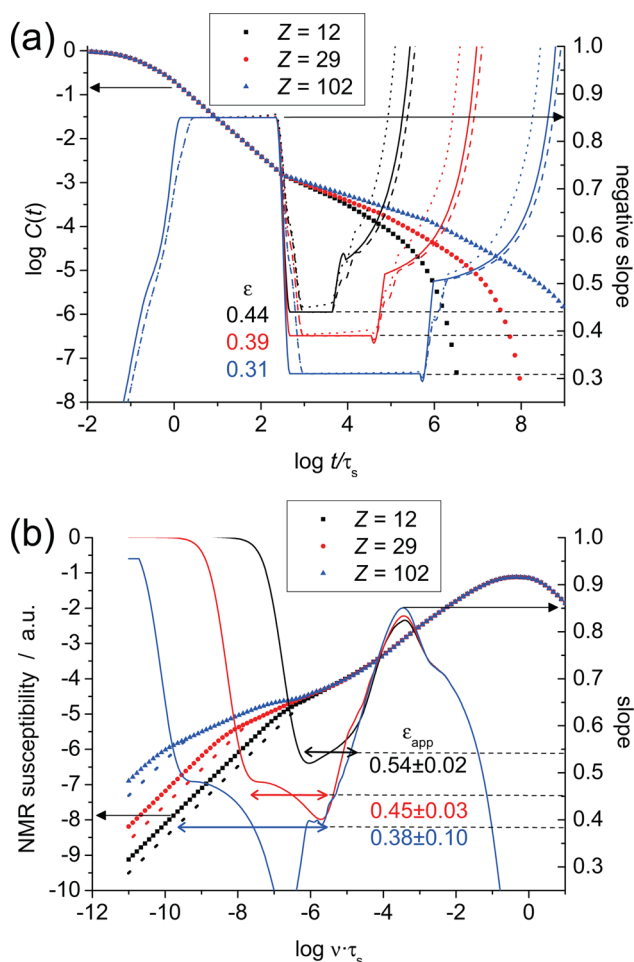 (a)
Z = 12
Z = 29
Z = 102
0
-1
-2
-3
-4
-5
-6
-7
-8
log C(t)
1.0
0.9
0.8
0.7
0.6
0.5
0.4
0.3
negative slope
ε
0.44
0.39
0.31
-2 0 2 4 6 8
log t/τs
(b)
Z = 12
Z = 29
Z = 102
0
-1
-2
-3
-4
-5
-6
-7
-8
-9
-10
NMR susceptibility / a.u.
1.0
0.9
0.8
0.7
0.6
0.5
0.4
0.3
slope
εapp
0.54±0.02
0.45±0.03
0.38±0.10
-12 -10 -8 -6 -4 -2 0
log ν·τs